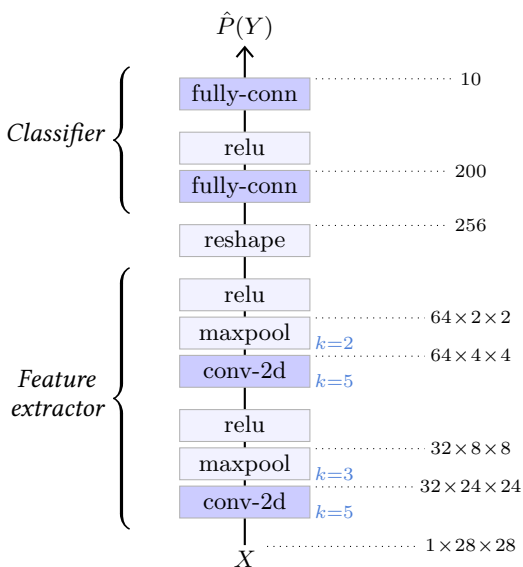 P̂(Y)
10
fully-conn
Classifier
relu
200
fully-conn
256
reshape
relu
64×2×2
maxpool
k=2
64×4×4
Feature
extractor
conv-2d
k=5
relu
32×8×8
maxpool
k=3
32×24×24
conv-2d
k=5
1×28×28
X